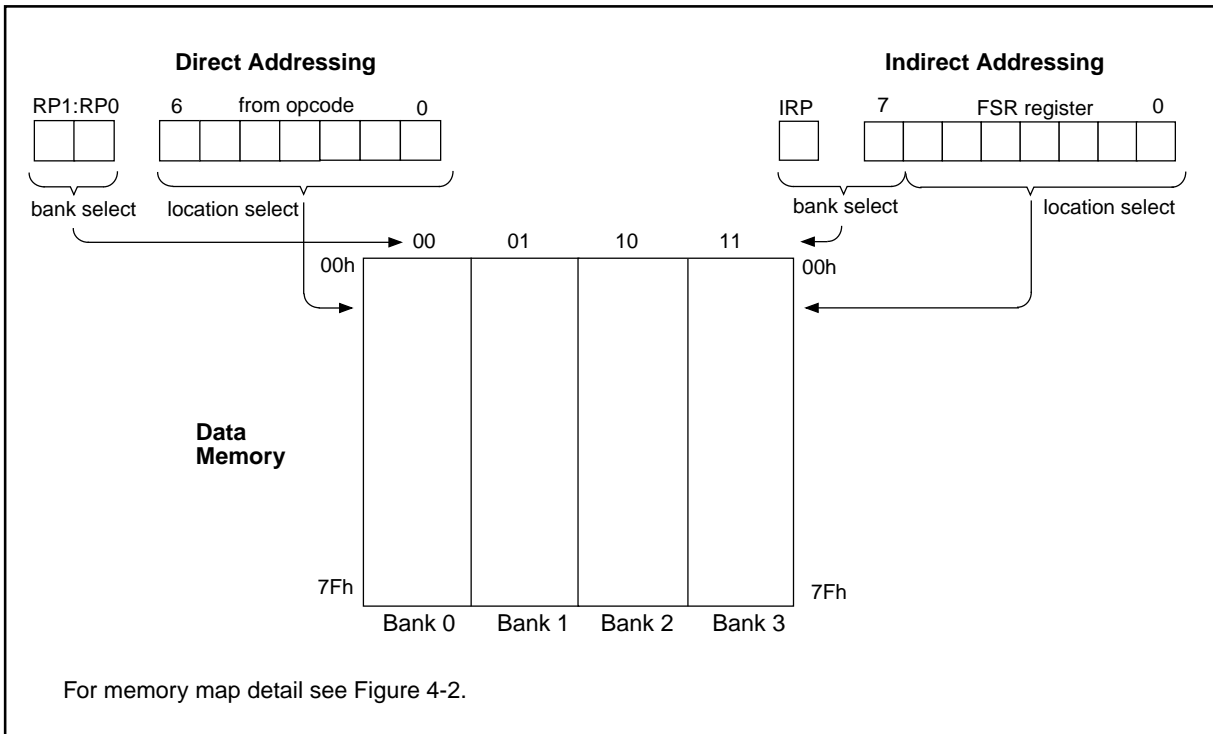 Direct Addressing
Indirect Addressing
RP1:RP0
6
from opcode
0
IRP
7
FSR register
0
bank select
location select
bank select
location select
00
01
10
11
00h
00h
Data
Memory
7Fh
7Fh
Bank 0
Bank 1
Bank 2
Bank 3
For memory map detail see Figure 4-2.